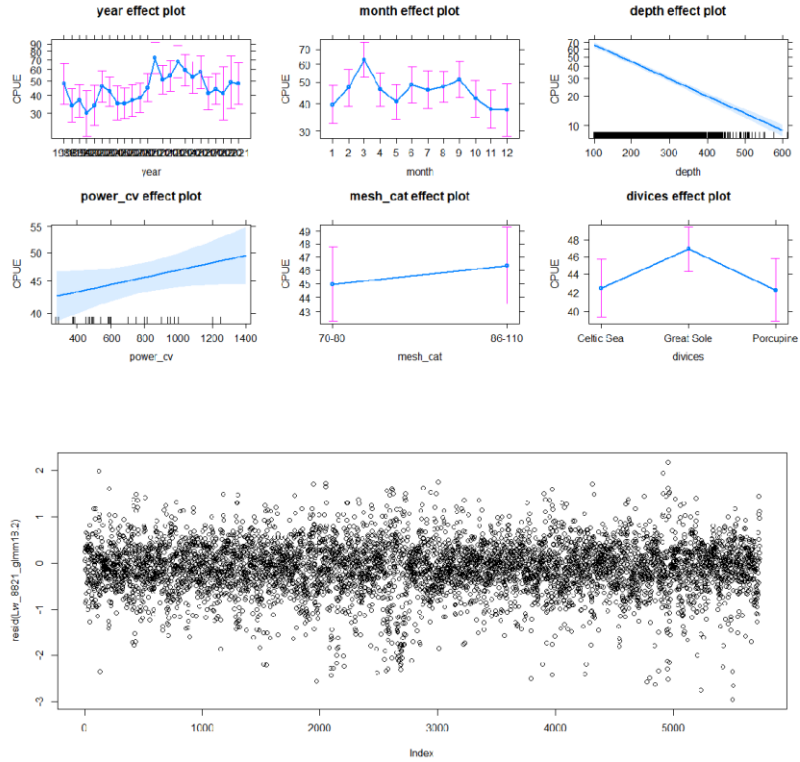 year effect plot
month effect plot
depth effect plot
90
80
70
60
50
40
30
CPUE
year
70
60
50
40
30
CPUE
1 2 3 4 5 6 7 8 9 10 11 12
month
70
50
30
20
10
CPUE
100 200 300 400 500 600
depth
power_cv effect plot
mesh_cat effect plot
divices effect plot
55
50
45
40
CPUE
400 600 800 1000 1200 1400
power_cv
49
48
47
46
45
44
43
CPUE
70-80
mesh_cat
48
46
44
42
40
CPUE
Celtic Sea Great Sole Porcupine
divices
2
1
0
-1
-2
-3
0 1000 2000 3000 4000 5000
Index